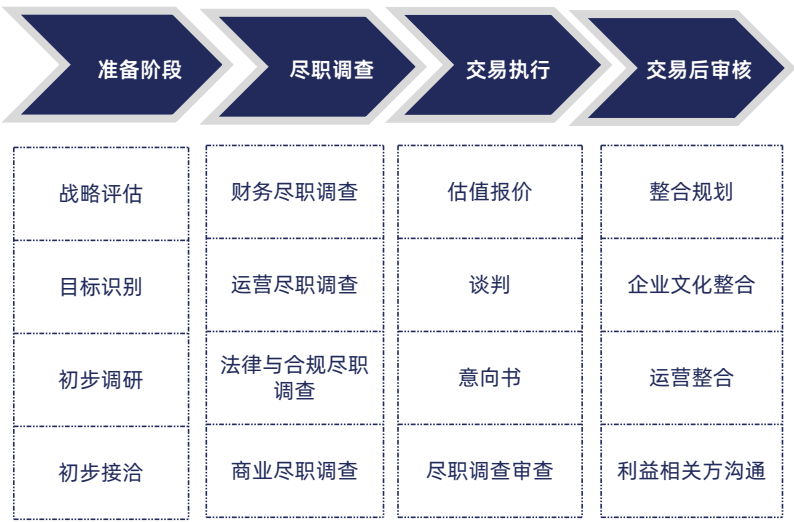 准备阶段
尽职调查
交易执行
交易后审核
战略评估
财务尽职调查
估值报价
整合规划
目标识别
运营尽职调查
谈判
企业文化整合
初步调研
法律与合规尽职
调查
意向书
运营整合
初步接洽
商业尽职调查
尽职调查审查
利益相关方沟通